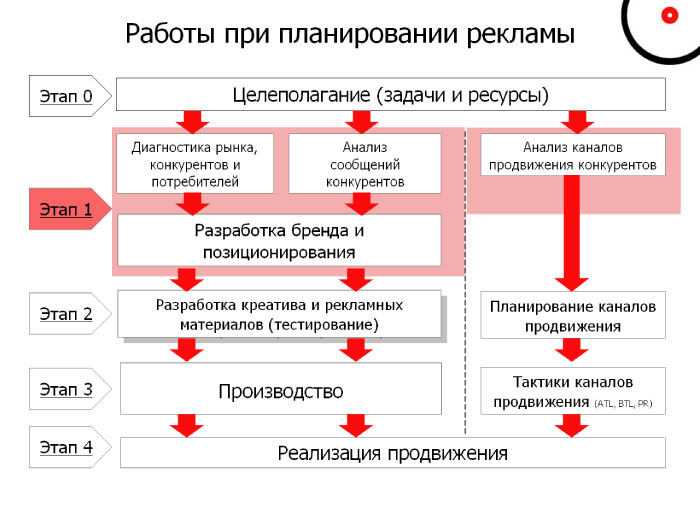 Работы при планировании рекламы
Этап 0
Целеполагание (задачи и ресурсы)
Диагностика рынка,
конкурентов и
потребителей
Анализ
сообщений
конкурентов
Анализ каналов
продвижения конкурентов
Этап 1
Разработка бренда и
позиционирования
Этап 2
Разработка креатива и рекламных
материалов (тестирование)
Планирование каналов
продвижения
Этап 3
Производство
Тактики каналов
продвижения (ATL, BTL, PR)
Этап 4
Реализация продвижения